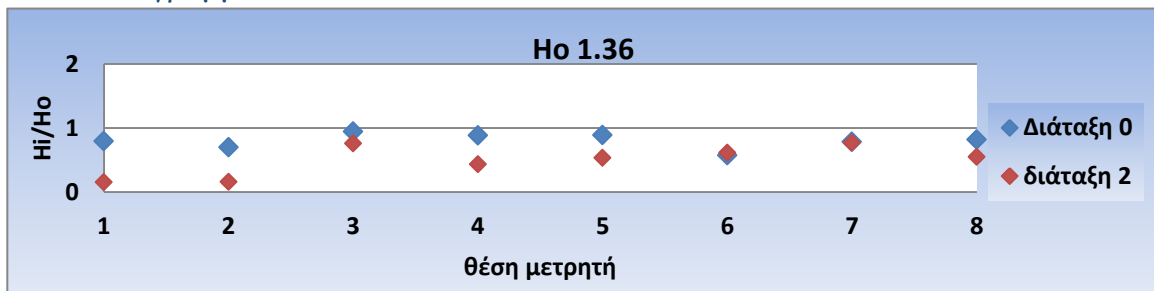 Ho 1.36
2
1
0
Hi/Ho
1 2 3 4 5 6 7 8
θέση μετρητή
Διάταξη 0
διάταξη 2